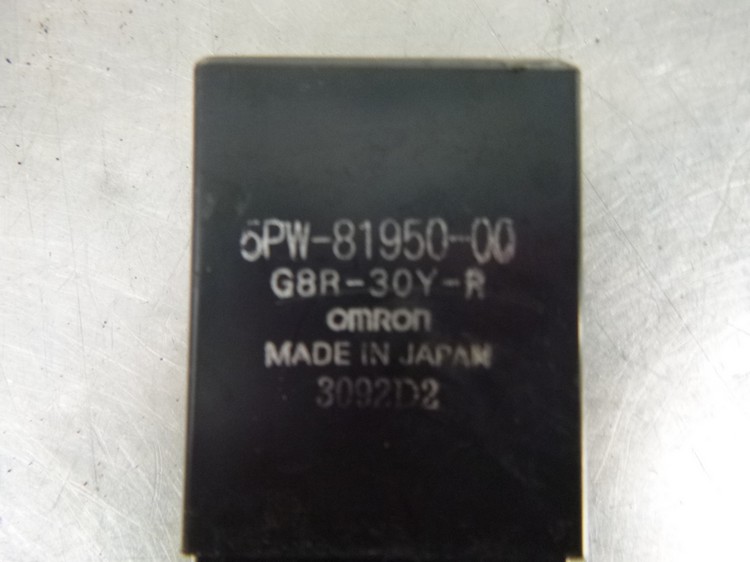 5PW-81950-00
G8R-30Y-R
omron
MADE IN JAPAN
3092D2